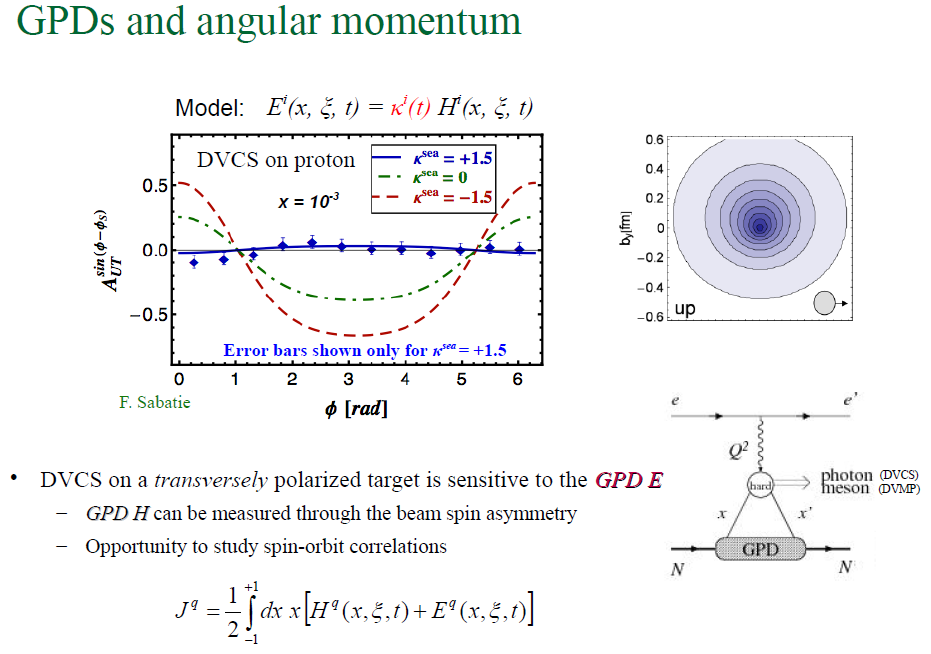 GPDs and angular momentum
Model: Eⁱ(x, ξ, t) = κⁱ(t) Hⁱ(x, ξ, t)
DVCS on proton
x = 10⁻³
κ^sea = +1.5
κ^sea = 0
κ^sea = −1.5
A_UT^sin(ϕ−ϕs)
0.5
0.0
−0.5
Error bars shown only for κ^sea = +1.5
0 1 2 3 4 5 6
ϕ [rad]
F. Sabatie
by[fm]
0.6
0.4
0.2
0
−0.2
−0.4
−0.6
up
e e'
Q²
hard
photon (DVCS)
meson (DVMP)
x x'
GPD
N N'
• DVCS on a transversely polarized target is sensitive to the GPD E
– GPD H can be measured through the beam spin asymmetry
– Opportunity to study spin-orbit correlations
J^q = 1/2 ∫_−1^+1 dx x[H^q(x,ξ,t) + E^q(x,ξ,t)]